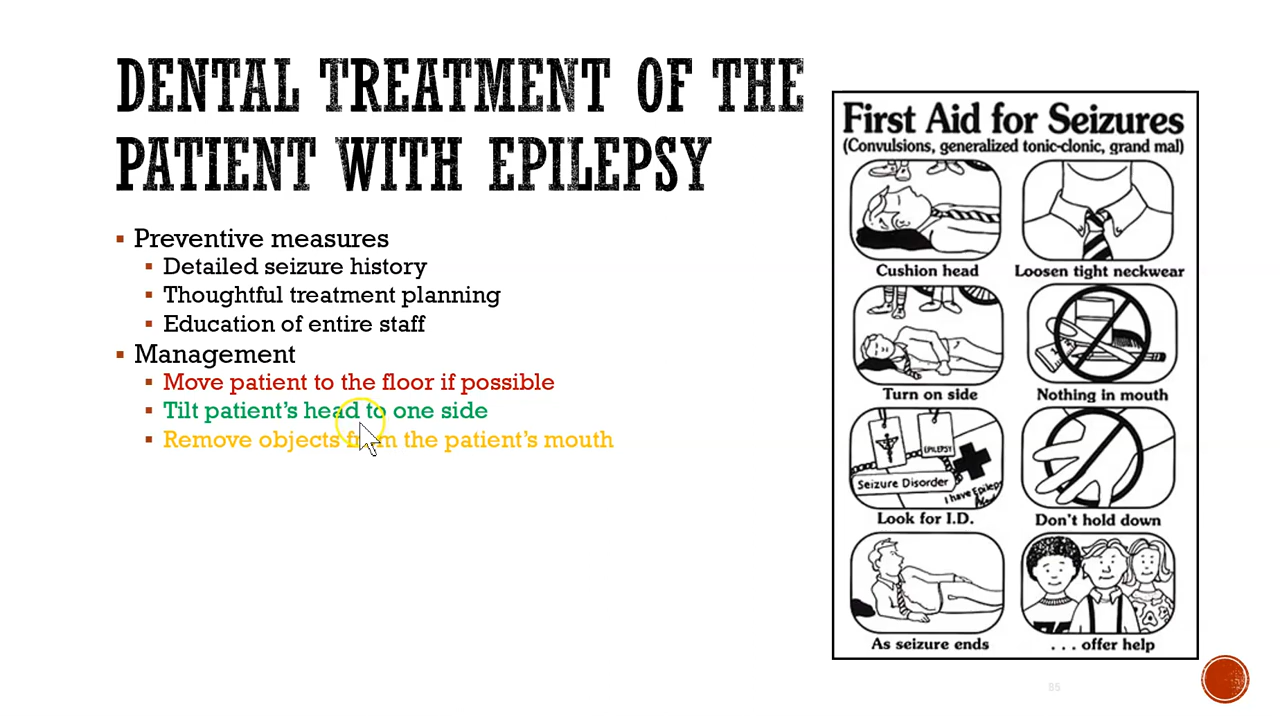 DENTAL TREATMENT OF THE
PATIENT WITH EPILEPSY
Preventive measures
Detailed seizure history
Thoughtful treatment planning
Education of entire staff
Management
Move patient to the floor if possible
Tilt patient's head to one side
Remove objects from the patient's mouth
First Aid for Seizures
(Convulsions, generalized tonic-clonic, grand mal)
Cushion head
Loosen tight neckwear
Turn on side
Nothing in mouth
EPILEPSY
Seizure Disorder
I have
Look for I.D.
Don't hold down
As seizure ends
. . . offer help